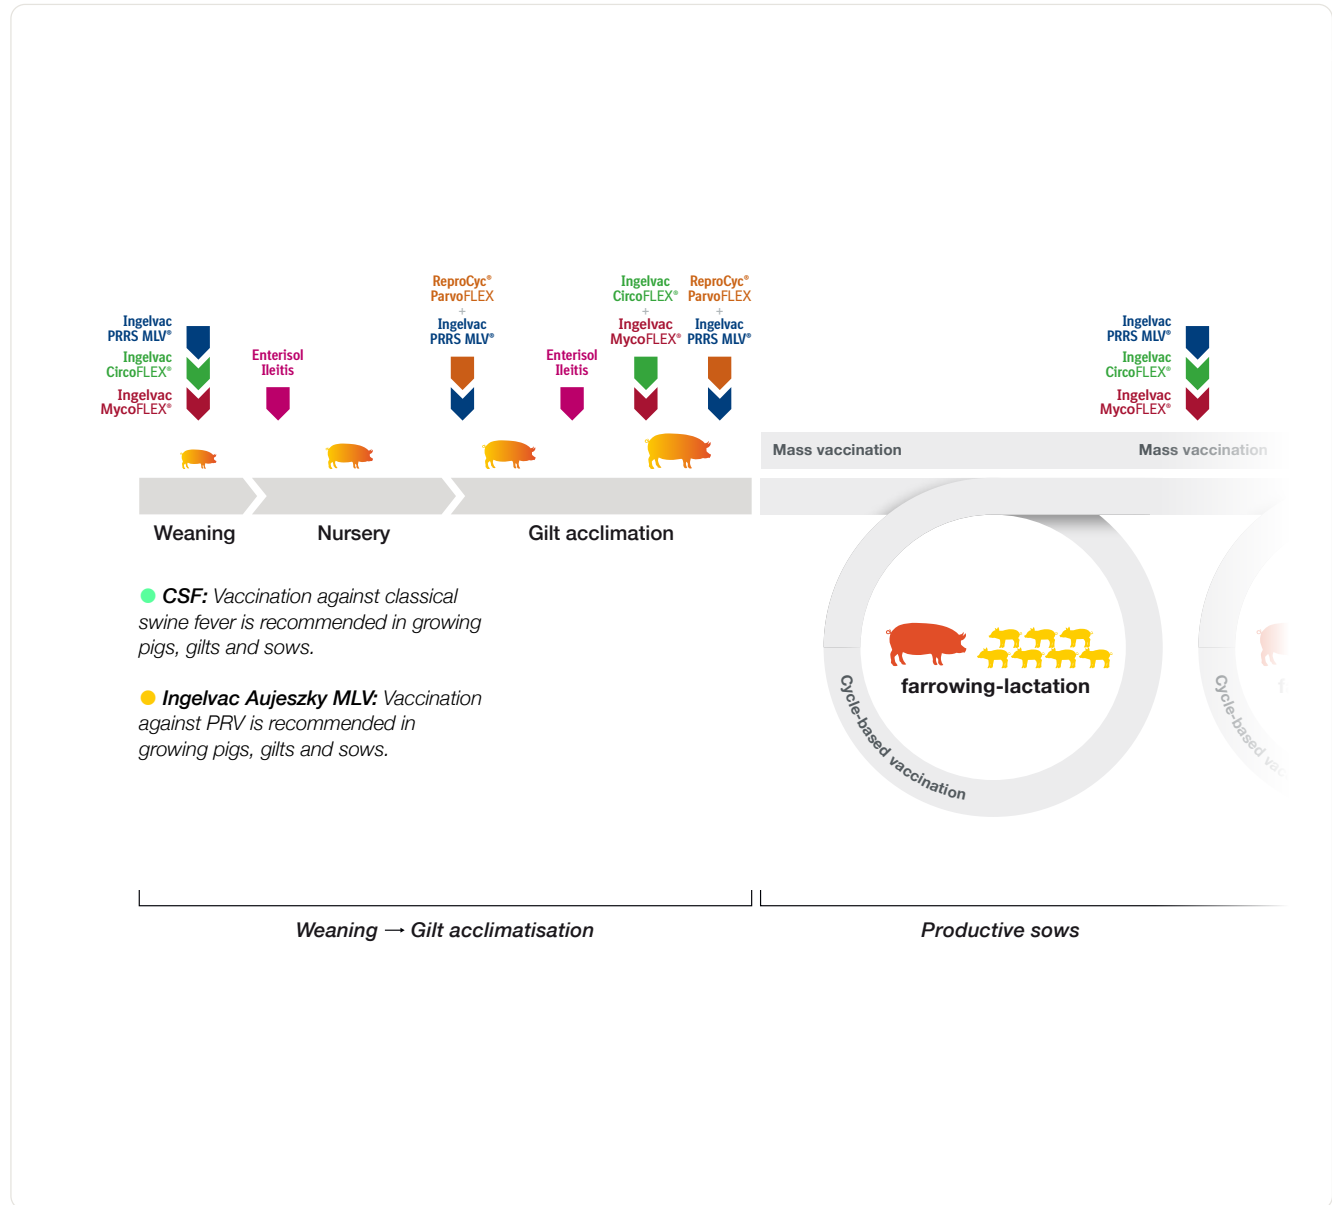 ReproCyc®
ParvoFLEX
+
Ingelvac
PRRS MLV®
Ingelvac
CircoFLEX®
+
Ingelvac
MycoFLEX®
ReproCyc®
ParvoFLEX
+
Ingelvac
PRRS MLV®
Ingelvac
PRRS MLV®
Ingelvac
CircoFLEX®
Ingelvac
MycoFLEX®
Enterisol
Ileitis
Enterisol
Ileitis
Ingelvac
PRRS MLV®
Ingelvac
CircoFLEX®
Ingelvac
MycoFLEX®
Mass vaccination
Mass vaccination
Weaning
Nursery
Gilt acclimation
CSF: Vaccination against classical
swine fever is recommended in growing
pigs, gilts and sows.
Ingelvac Aujeszky MLV: Vaccination
against PRV is recommended in
growing pigs, gilts and sows.
farrowing-lactation
Cycle-based vaccination
Cycle-based
Weaning → Gilt acclimatisation
Productive sows